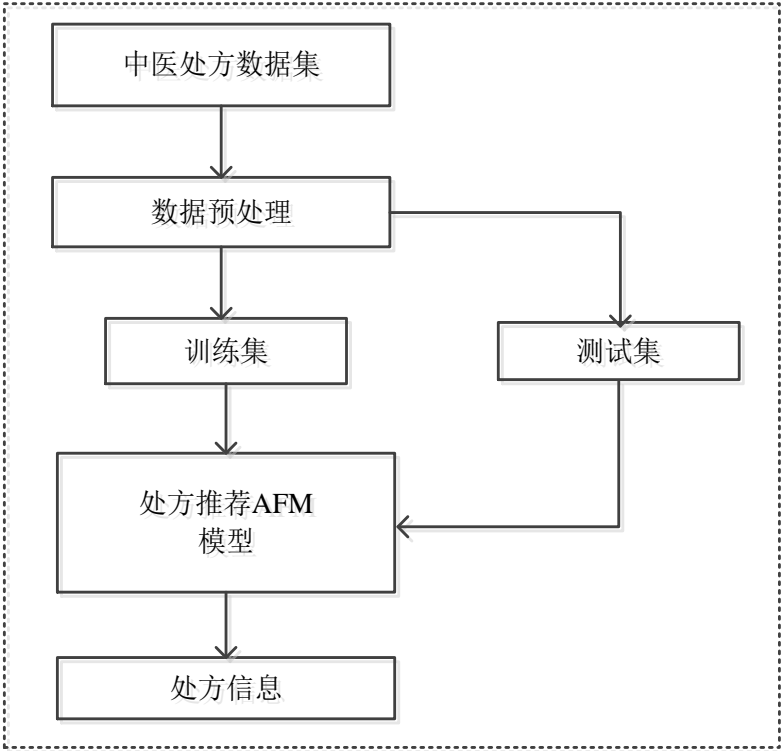 中医处方数据集
数据预处理
训练集
测试集
处方推荐AFM
模型
处方信息